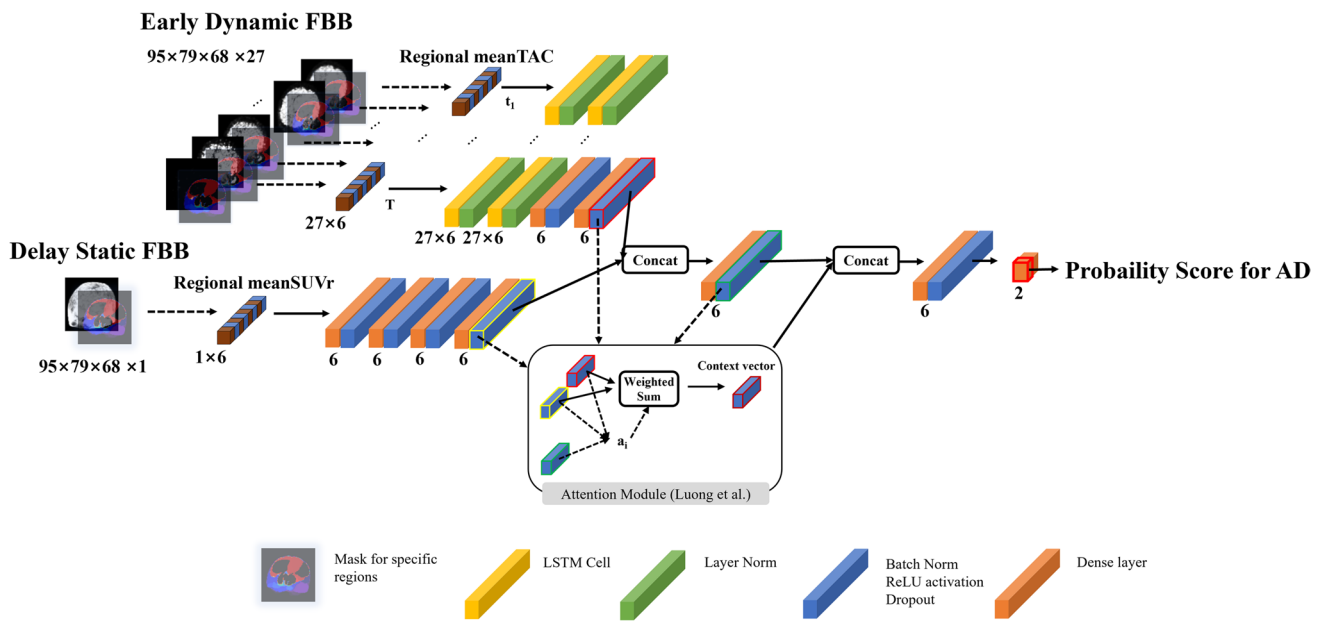 Early Dynamic FBB
95×79×68 ×27
Regional meanTAC
t1
...
...
...
...
T
27×6
27×6
27×6
6
6
Delay Static FBB
Regional meanSUVr
95×79×68 ×1
1×6
6
6
6
6
Concat
6
Concat
6
2
Probaility Score for AD
Weighted
Sum
Context vector
ai
Attention Module (Luong et al.)
Mask for specific
regions
LSTM Cell
Layer Norm
Batch Norm
ReLU activation
Dropout
Dense layer